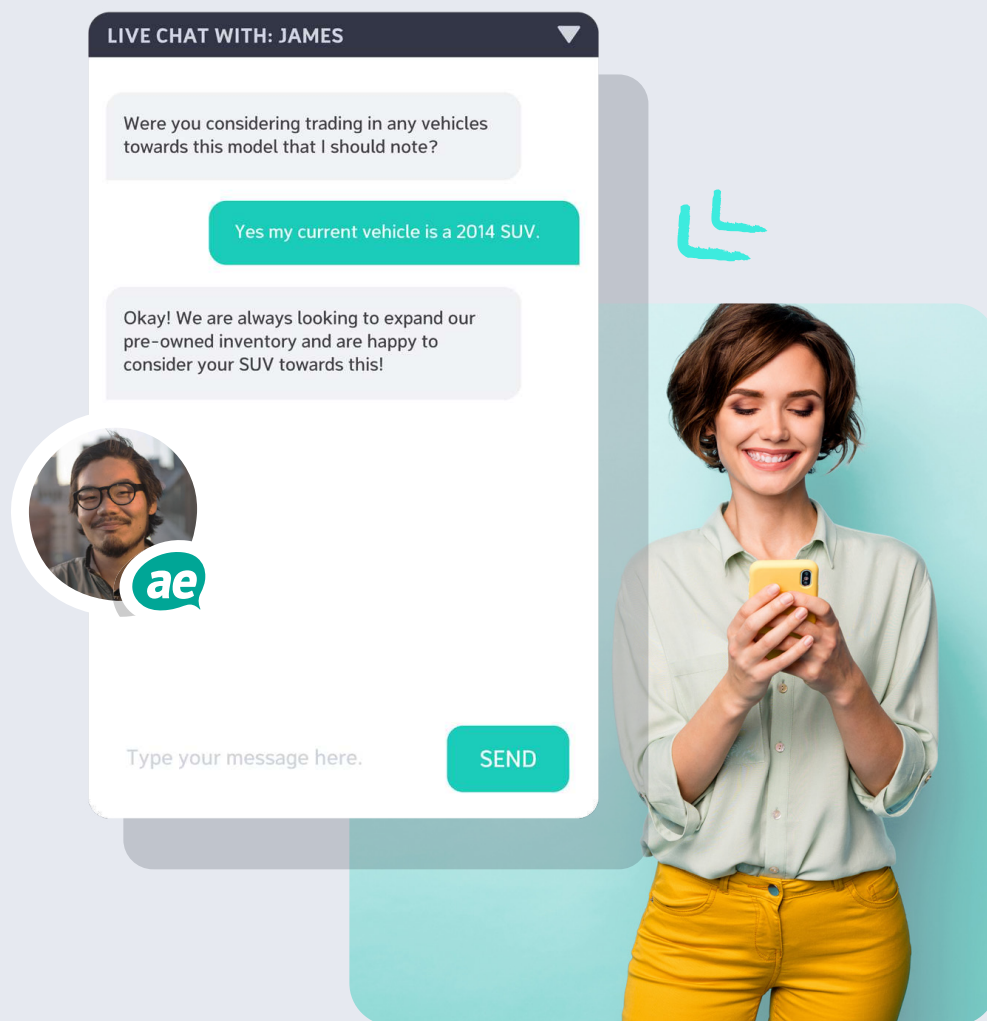 LIVE CHAT WITH: JAMES
Were you considering trading in any vehicles
towards this model that I should note?
Yes my current vehicle is a 2014 SUV.
Okay! We are always looking to expand our
pre-owned inventory and are happy to
consider your SUV towards this!
ae
Type your message here.
SEND